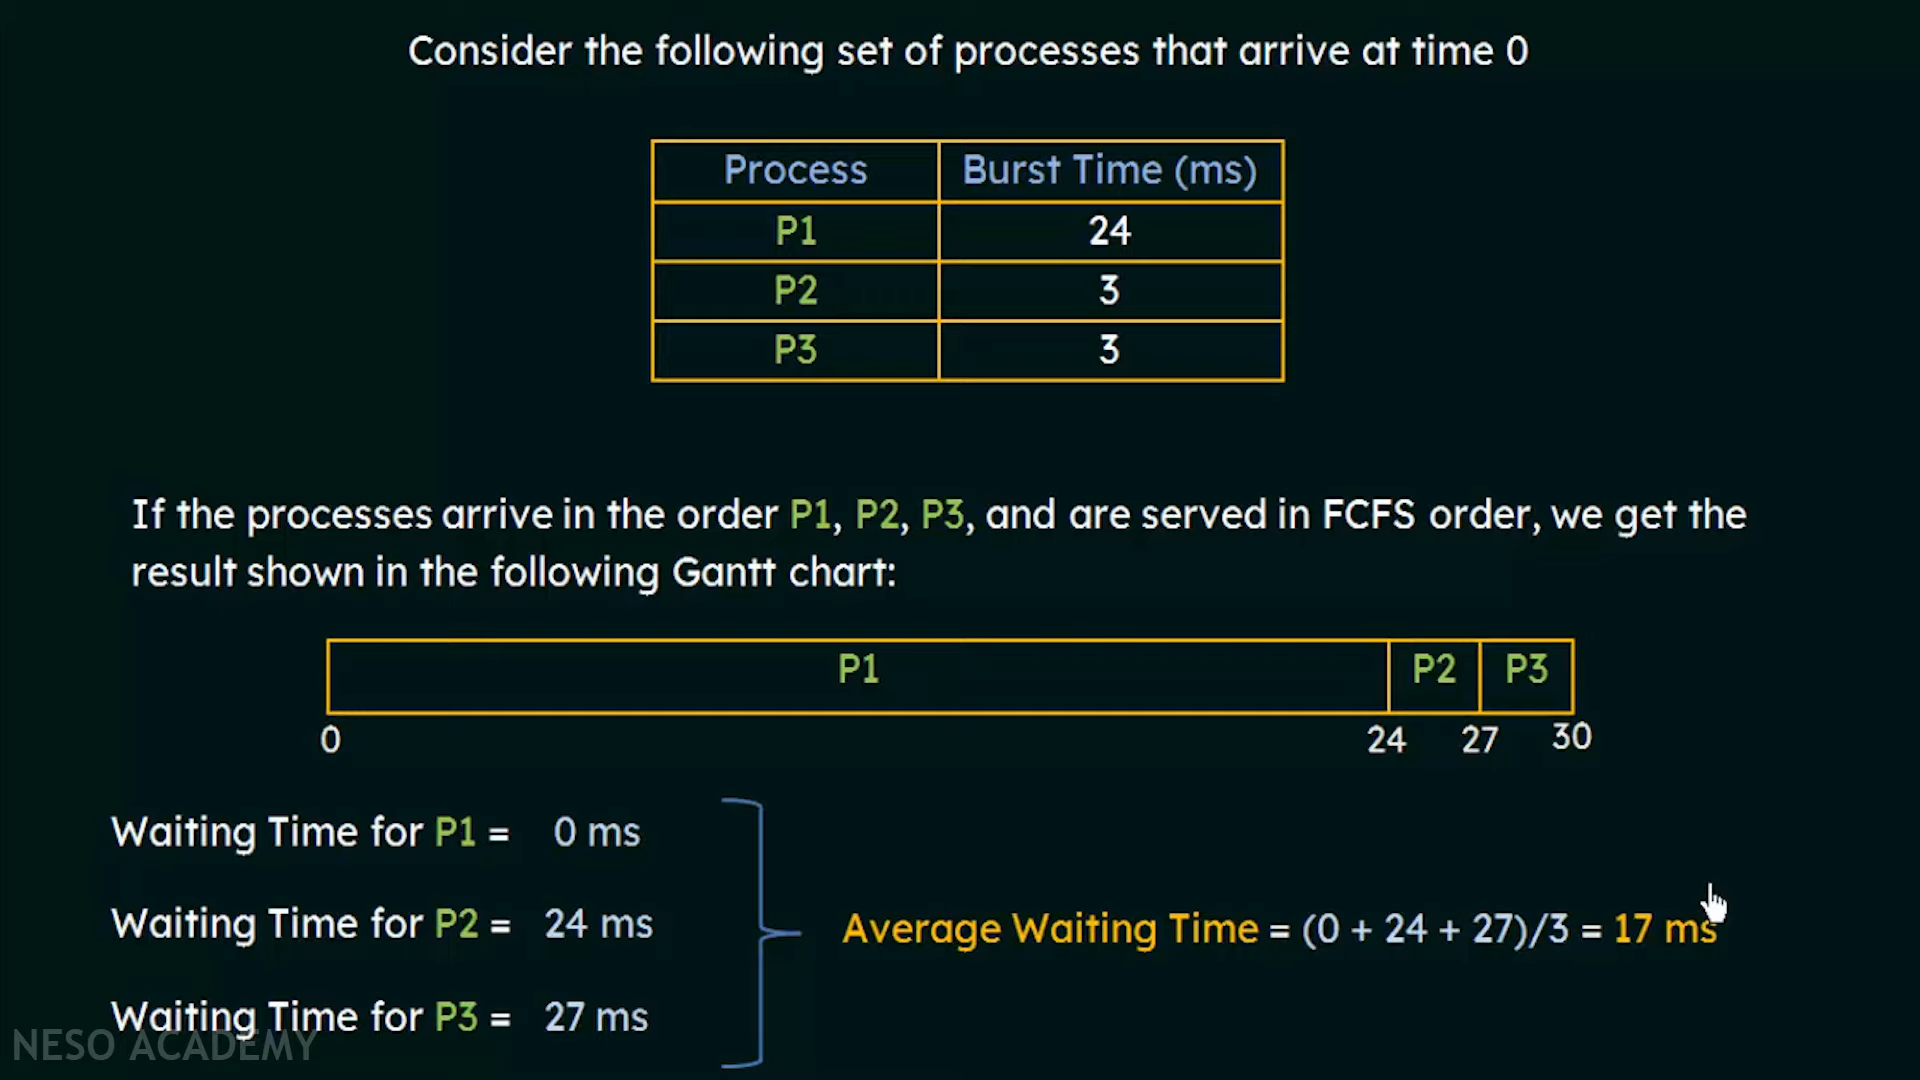 Consider the following set of processes that arrive at time 0
Process Burst Time (ms)
P1 24
P2 3
P3 3
If the processes arrive in the order P1, P2, P3, and are served in FCFS order, we get the
result shown in the following Gantt chart:
P1 P2 P3
0 24 27 30
Waiting Time for P1 = 0 ms
Waiting Time for P2 = 24 ms
Average Waiting Time = (0 + 24 + 27)/3 = 17 ms
Waiting Time for P3 = 27 ms
NESO ACADEMY